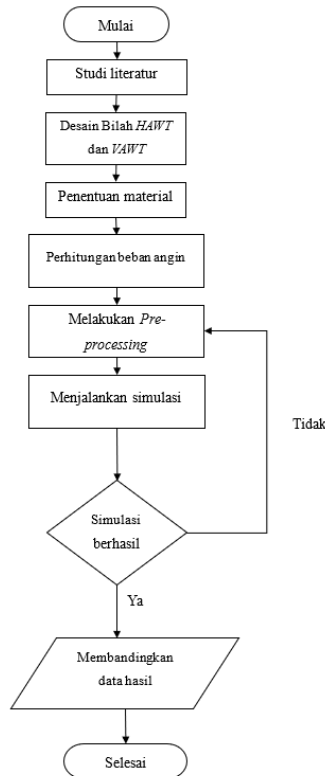 Mulai
Studi literatur
Desain Bilah HAWT
dan VAWT
Penentuan material
Perhitungan beban angin
Melakukan Pre-
processing
Menjalankan simulasi
Tidak
Simulasi
berhasil
Ya
Membandingkan
data hasil
Selesai